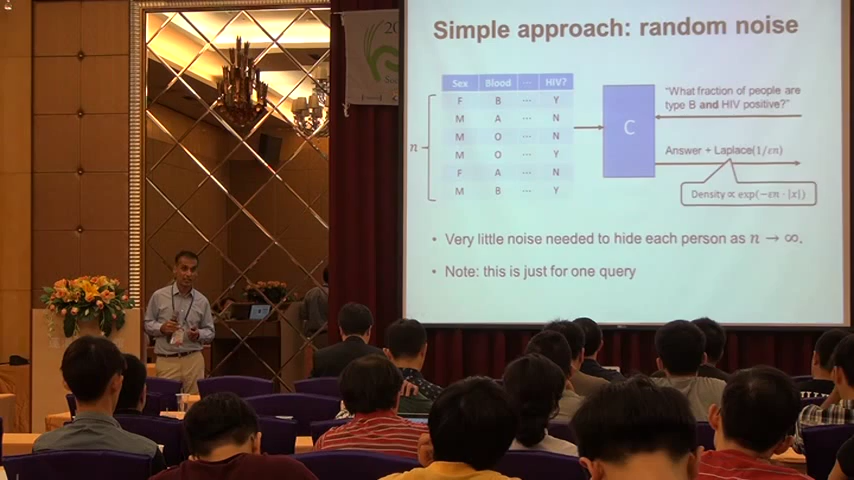 20
Simple approach: random noise
Sex Blood ⋯ HIV?
F B ⋯ Y
M A ⋯ N
M O ⋯ N
M O ⋯ Y
F A ⋯ N
M B ⋯ Y
n
C
"What fraction of people are
type B and HIV positive?"
Answer + Laplace(1/εn)
Density ∝ exp(−εn · |x|)
• Very little noise needed to hide each person as n → ∞.
• Note: this is just for one query